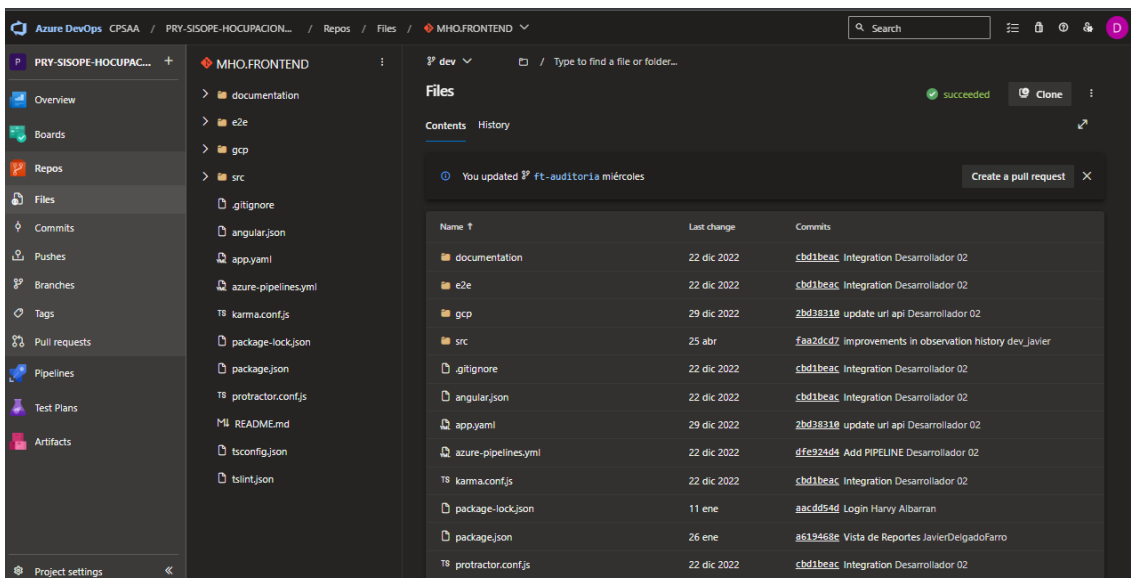 Azure DevOps CPSAA / PRY-SISOPE-HOCUPACION... / Repos / Files / MHO.FRONTEND
Search
D
P PRY-SISOPE-HOCUPAC... +
Overview
Boards
Repos
Files
Commits
Pushes
Branches
Tags
Pull requests
Pipelines
Test Plans
Artifacts
Project settings
MHO.FRONTEND
documentation
e2e
gcp
src
.gitignore
angular.json
app.yaml
azure-pipelines.yml
TS karma.conf.js
package-lock.json
package.json
TS protractor.conf.js
M↓ README.md
tsconfig.json
tslint.json
dev / Type to find a file or folder...
Files
succeeded
Clone
Contents History
You updated ft-auditoria miércoles
Create a pull request
Name ↑ Last change Commits
documentation 22 dic 2022 cbd1beac Integration Desarrollador 02
e2e 22 dic 2022 cbd1beac Integration Desarrollador 02
gcp 29 dic 2022 2bd38310 update url api Desarrollador 02
src 25 abr faa2dcd7 improvements in observation history dev_javier
.gitignore 22 dic 2022 cbd1beac Integration Desarrollador 02
angular.json 22 dic 2022 cbd1beac Integration Desarrollador 02
app.yaml 29 dic 2022 2bd38310 update url api Desarrollador 02
azure-pipelines.yml 22 dic 2022 dfe924d4 Add PIPELINE Desarrollador 02
TS karma.conf.js 22 dic 2022 cbd1beac Integration Desarrollador 02
package-lock.json 11 ene aacdd54d Login Harvy Albarran
package.json 26 ene a619468e Vista de Reportes JavierDelgadoFarro
TS protractor.conf.js 22 dic 2022 cbd1beac Integration Desarrollador 02